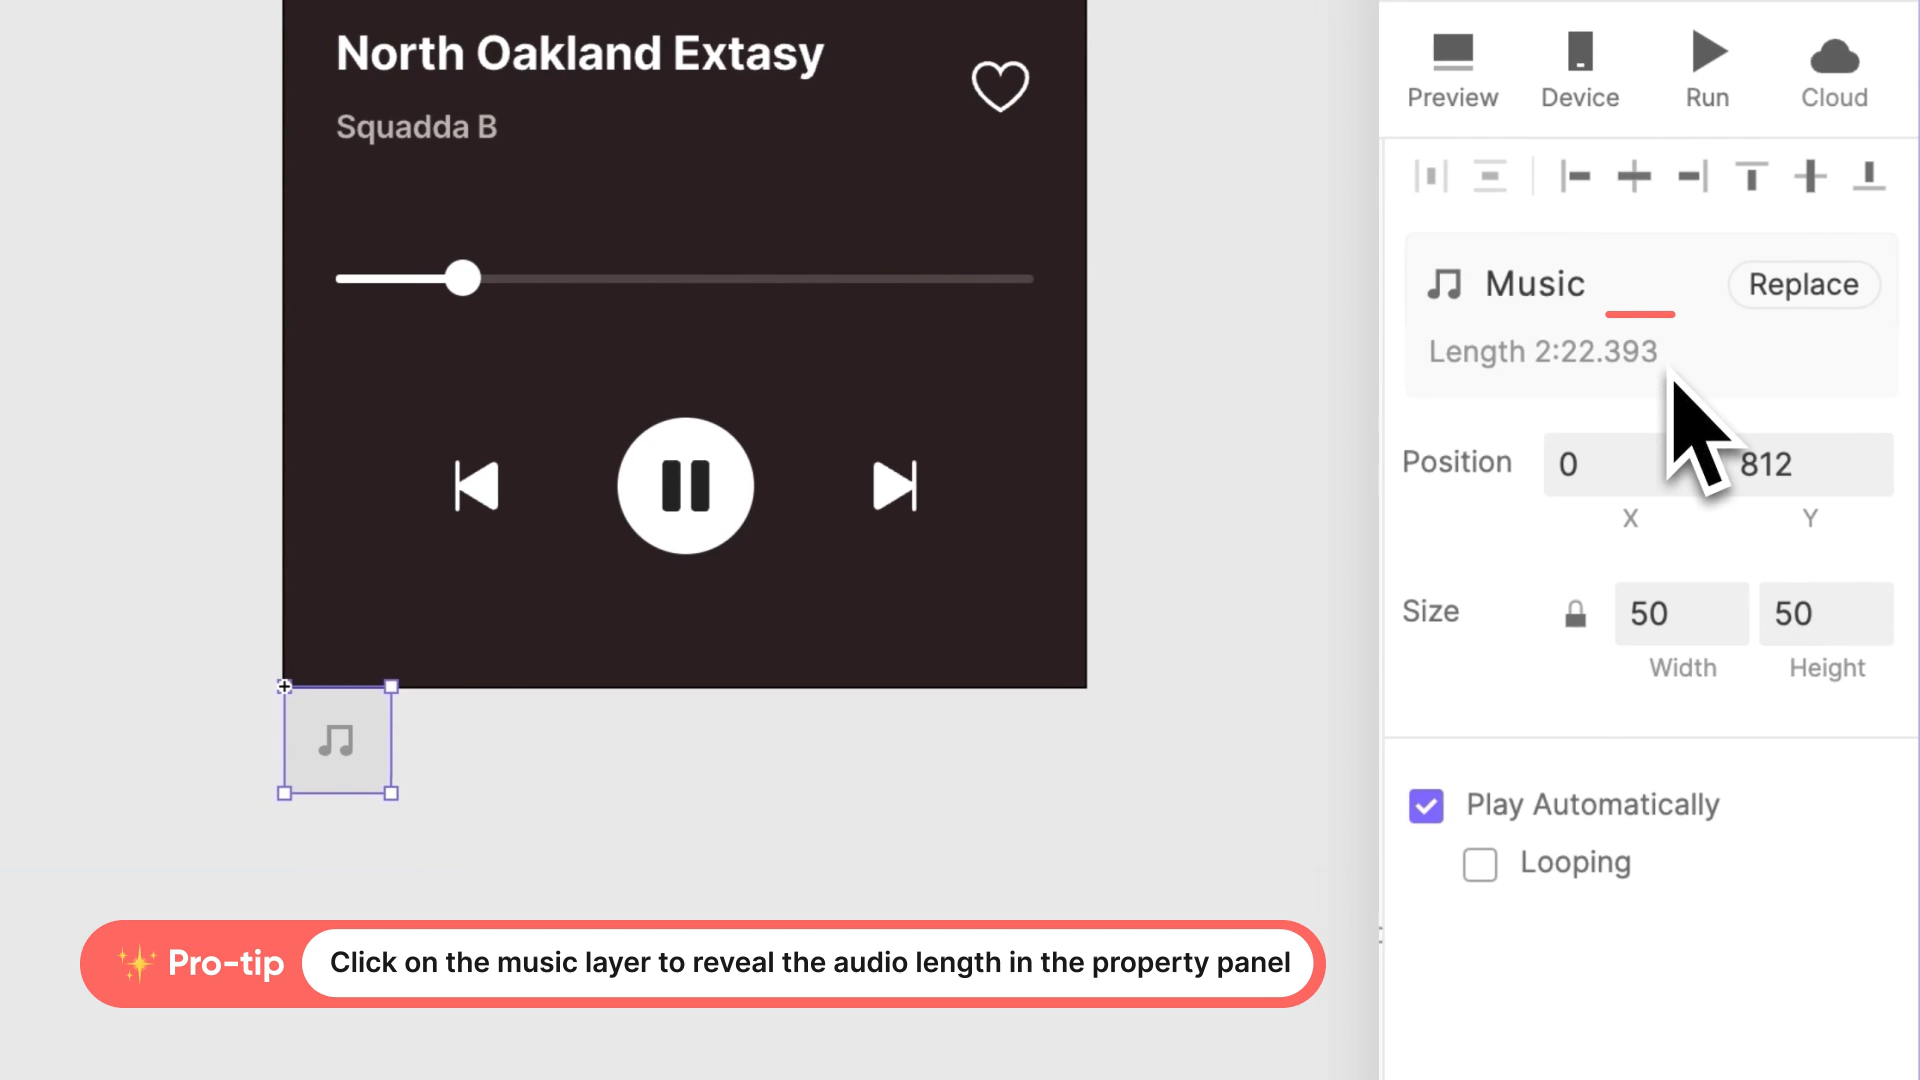 North Oakland Extasy
Squadda B
Preview
Device
Run
Cloud
Music
Replace
Length 2:22.393
Position
0
812
X
Y
Size
50
50
Width
Height
Play Automatically
Looping
Pro-tip
Click on the music layer to reveal the audio length in the property panel